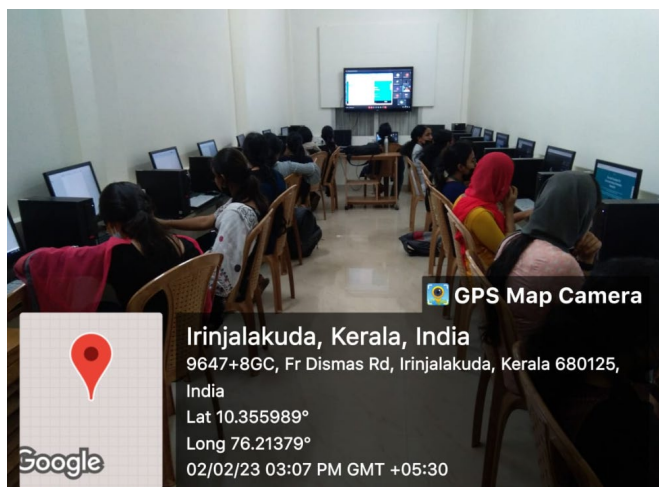 GPS Map Camera
Irinjalakuda, Kerala, India
9647+8GC, Fr Dismas Rd, Irinjalakuda, Kerala 680125,
India
Lat 10.355989°
Long 76.21379°
02/02/23 03:07 PM GMT +05:30
Google